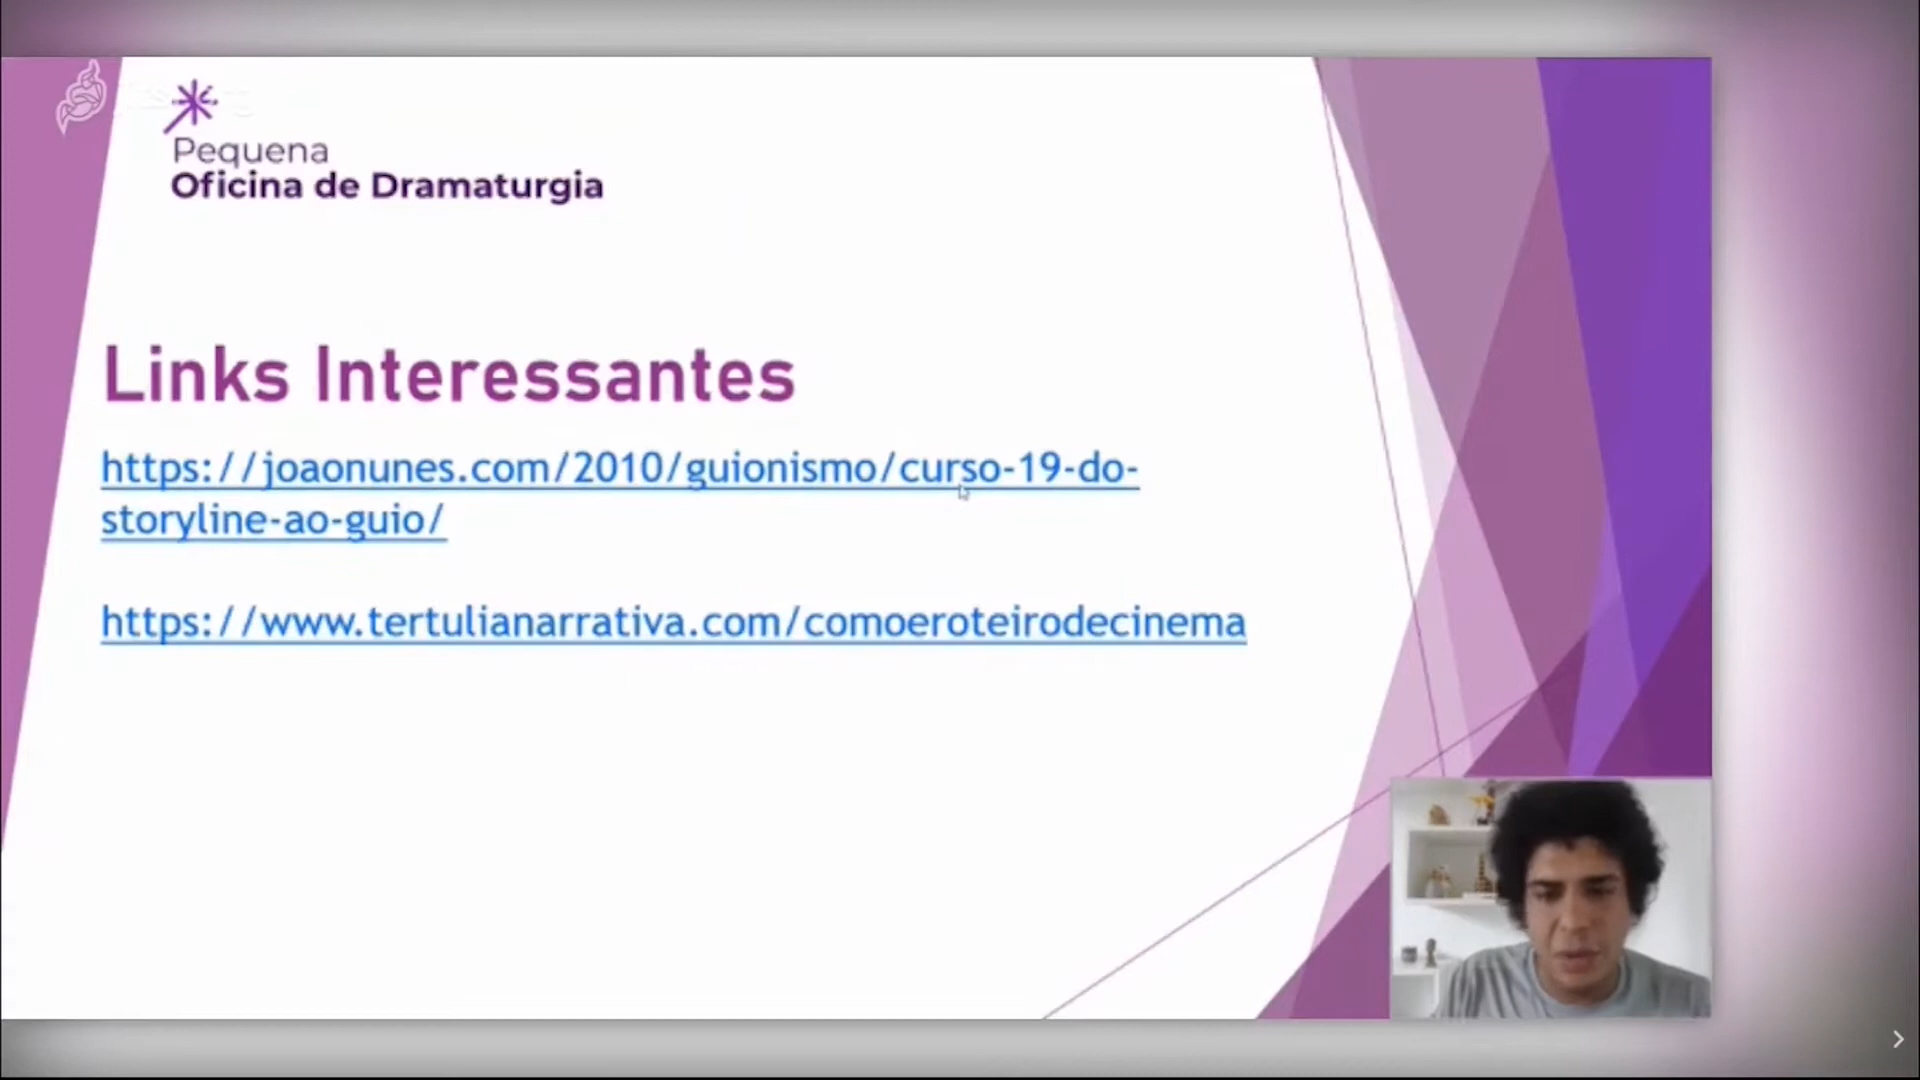 Pequena
Oficina de Dramaturgia
Links Interessantes
https://joaonunes.com/2010/guionismo/curso-19-do-
storyline-ao-guio/
https://www.tertulianarrativa.com/comoeroteirodecinema